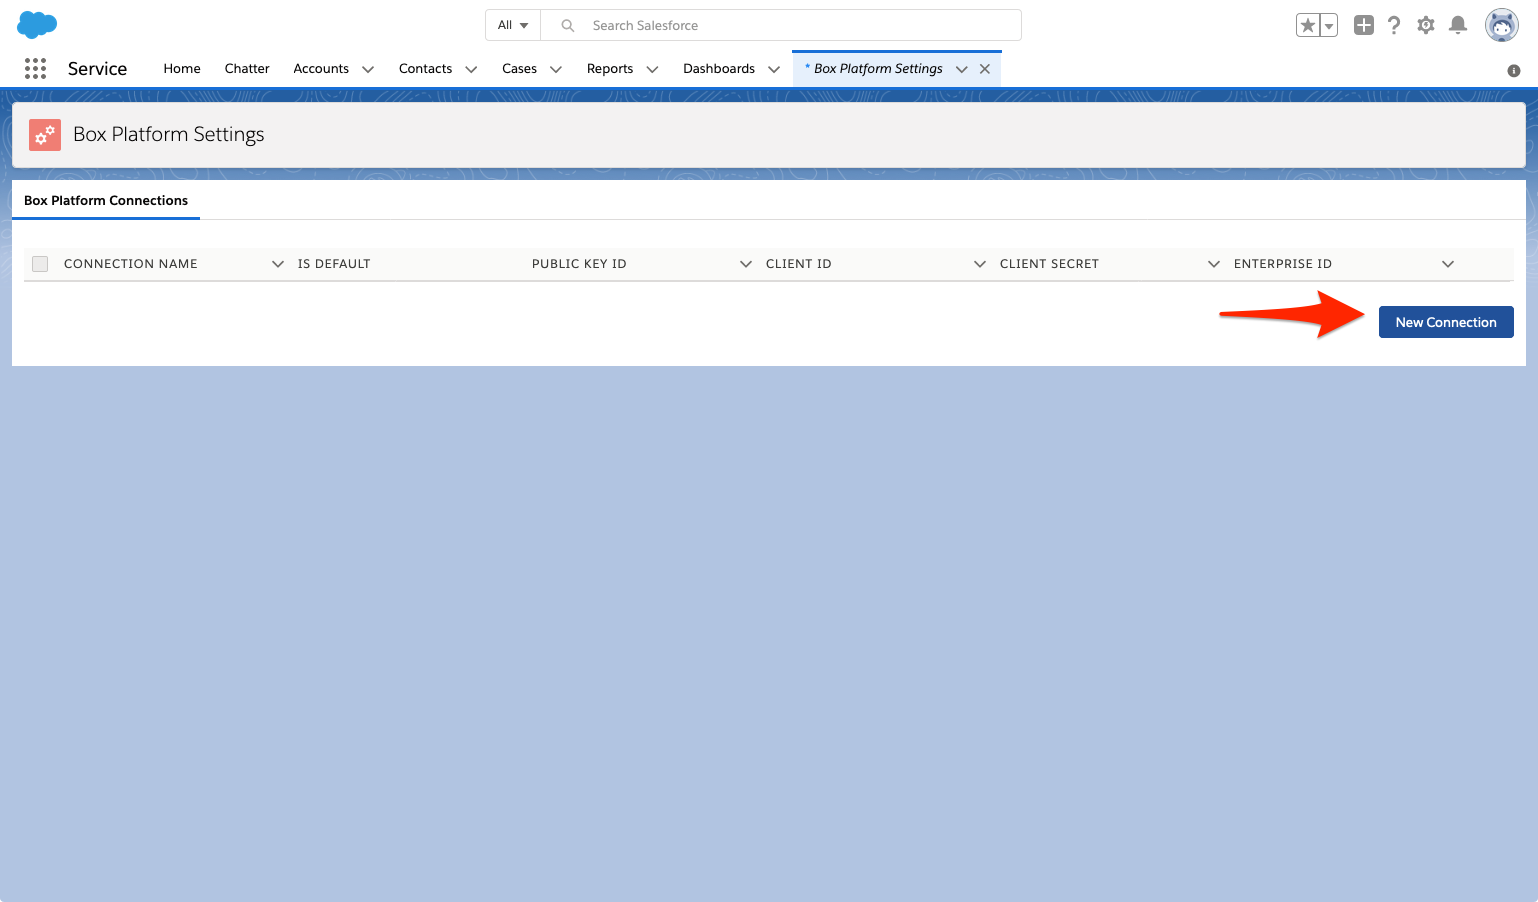 All
Search Salesforce
Service
Home
Chatter
Accounts
Contacts
Cases
Reports
Dashboards
* Box Platform Settings
Box Platform Settings
Box Platform Connections
CONNECTION NAME
IS DEFAULT
PUBLIC KEY ID
CLIENT ID
CLIENT SECRET
ENTERPRISE ID
New Connection